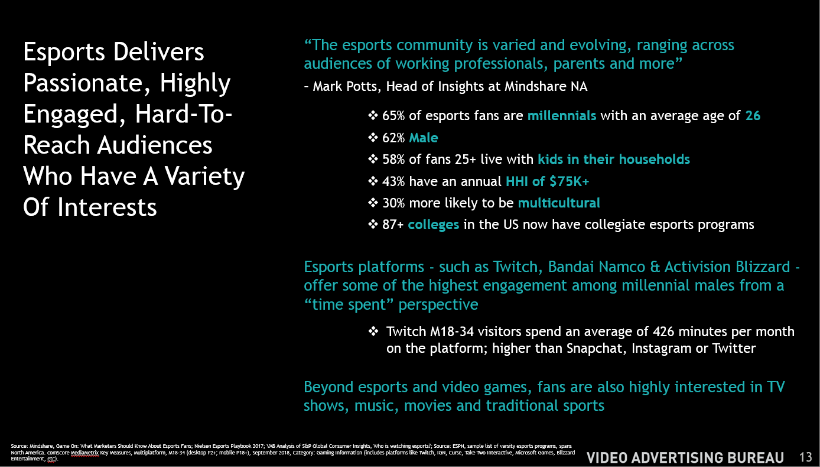 Esports Delivers
Passionate, Highly
Engaged, Hard-To-
Reach Audiences
Who Have A Variety
Of Interests
“The esports community is varied and evolving, ranging across
audiences of working professionals, parents and more”
– Mark Potts, Head of Insights at Mindshare NA
❖ 65% of esports fans are millennials with an average age of 26
❖ 62% Male
❖ 58% of fans 25+ live with kids in their households
❖ 43% have an annual HHI of $75K+
❖ 30% more likely to be multicultural
❖ 87+ colleges in the US now have collegiate esports programs
Esports platforms - such as Twitch, Bandai Namco & Activision Blizzard -
offer some of the highest engagement among millennial males from a
“time spent” perspective
❖ Twitch M18-34 visitors spend an average of 426 minutes per month
on the platform; higher than Snapchat, Instagram or Twitter
Beyond esports and video games, fans are also highly interested in TV
shows, music, movies and traditional sports
Source: Mindshare, Game On: What Marketers Should Know About Esports Fans; Nielsen Esports Playbook 2017; VAB Analysis of S&P Global Consumer Insights, 'Who is watching esports'; Source: ESPN, sample list of varsity esports programs, spans
North America. comScore MediaMetrix Key Measures, Multiplatform, M18-34 (desktop P2+; mobile P18+), September 2018, Category: Gaming Information (includes platforms like Twitch, IGN, Curse, Take Two Interactive, Microsoft Games, Blizzard
Entertainment, etc).
VIDEO ADVERTISING BUREAU 13